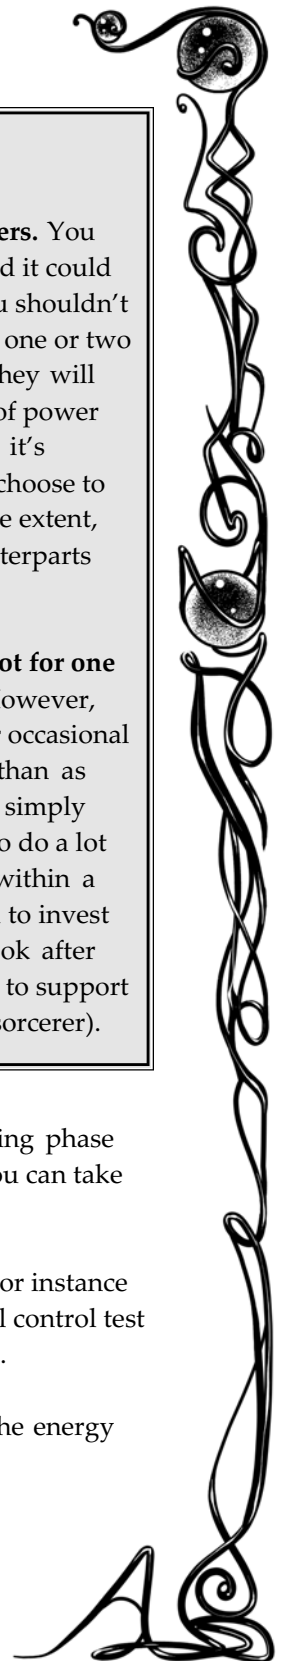 ers. You
d it could
u shouldn't
one or two
hey will
of power
it's
choose to
e extent,
terparts
ot for one
owever,
occasional
than as
simply
o do a lot
within a
to invest
ok after
to support
sorcerer).
ing phase
ou can take
or instance
l control test
.
he energy